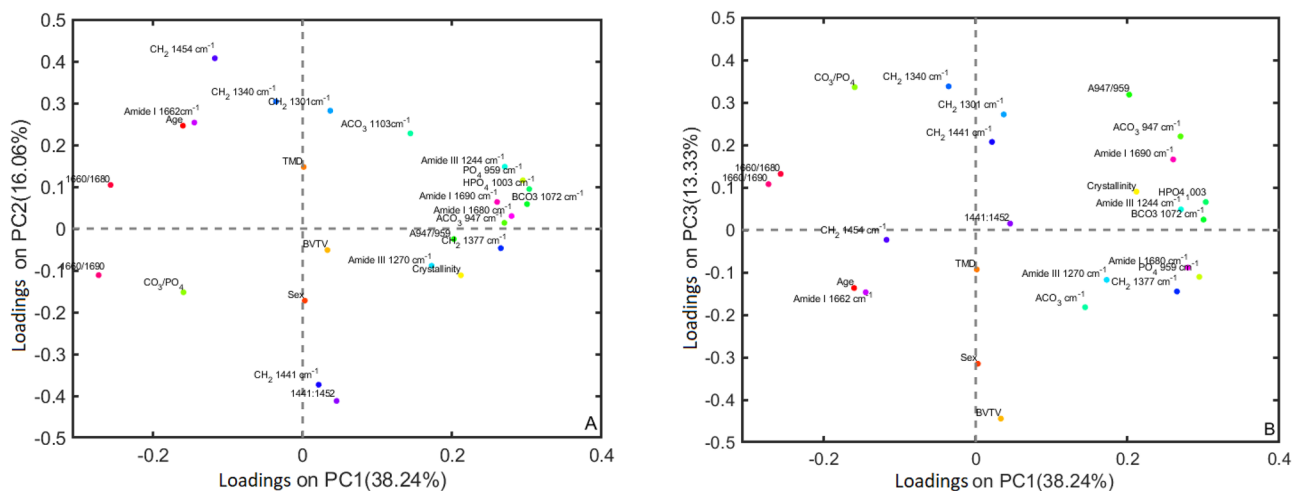 0.5
0.4
0.3
0.2
0.1
0
-0.1
-0.2
-0.3
-0.4
-0.5
Loadings on PC2(16.06%)
CH2 1454 cm-1
CH2 1340 cm-1
CH2 1301cm-1
Amide I 1662cm-1
Age
ACO3 1103cm-1
TMD
Amide III 1244 cm-1
PO4 959 cm-1
HPO4 1003 cm-1
1660/1680
Amide I 1690 cm-1
BCO3 1072 cm-1
Amide I 1680 cm-1
ACO3 947 cm-1
A947/959
CH2 1377 cm-1
BVTV
Amide III 1270 cm-1
Crystallinity
1660/1690
CO3/PO4
Sex
CH2 1441 cm-1
1441:1452
A
-0.2
0
0.2
0.4
Loadings on PC1(38.24%)
0.5
0.4
0.3
0.2
0.1
0
-0.1
-0.2
-0.3
-0.4
-0.5
Loadings on PC3(13.33%)
CO3/PO4
CH2 1340 cm-1
A947/959
CH2 1301 cm-1
CH2 1441 cm-1
ACO3 947 cm-1
Amide I 1690 cm-1
1660/1680
1660/1690
Crystallinity
HPO4,003
Amide III 1244 cm-1
BCO3 1072 cm-1
1441:1452
CH2 1454 cm-1
TMD
Amide III 1270 cm-1
Amide I 1680 cm-1
PO4 959 cm-1
CH2 1377 cm-1
Age
Amide I 1662 cm-1
ACO3 cm-1
Sex
BVTV
B
-0.2
0
0.2
0.4
Loadings on PC1(38.24%)